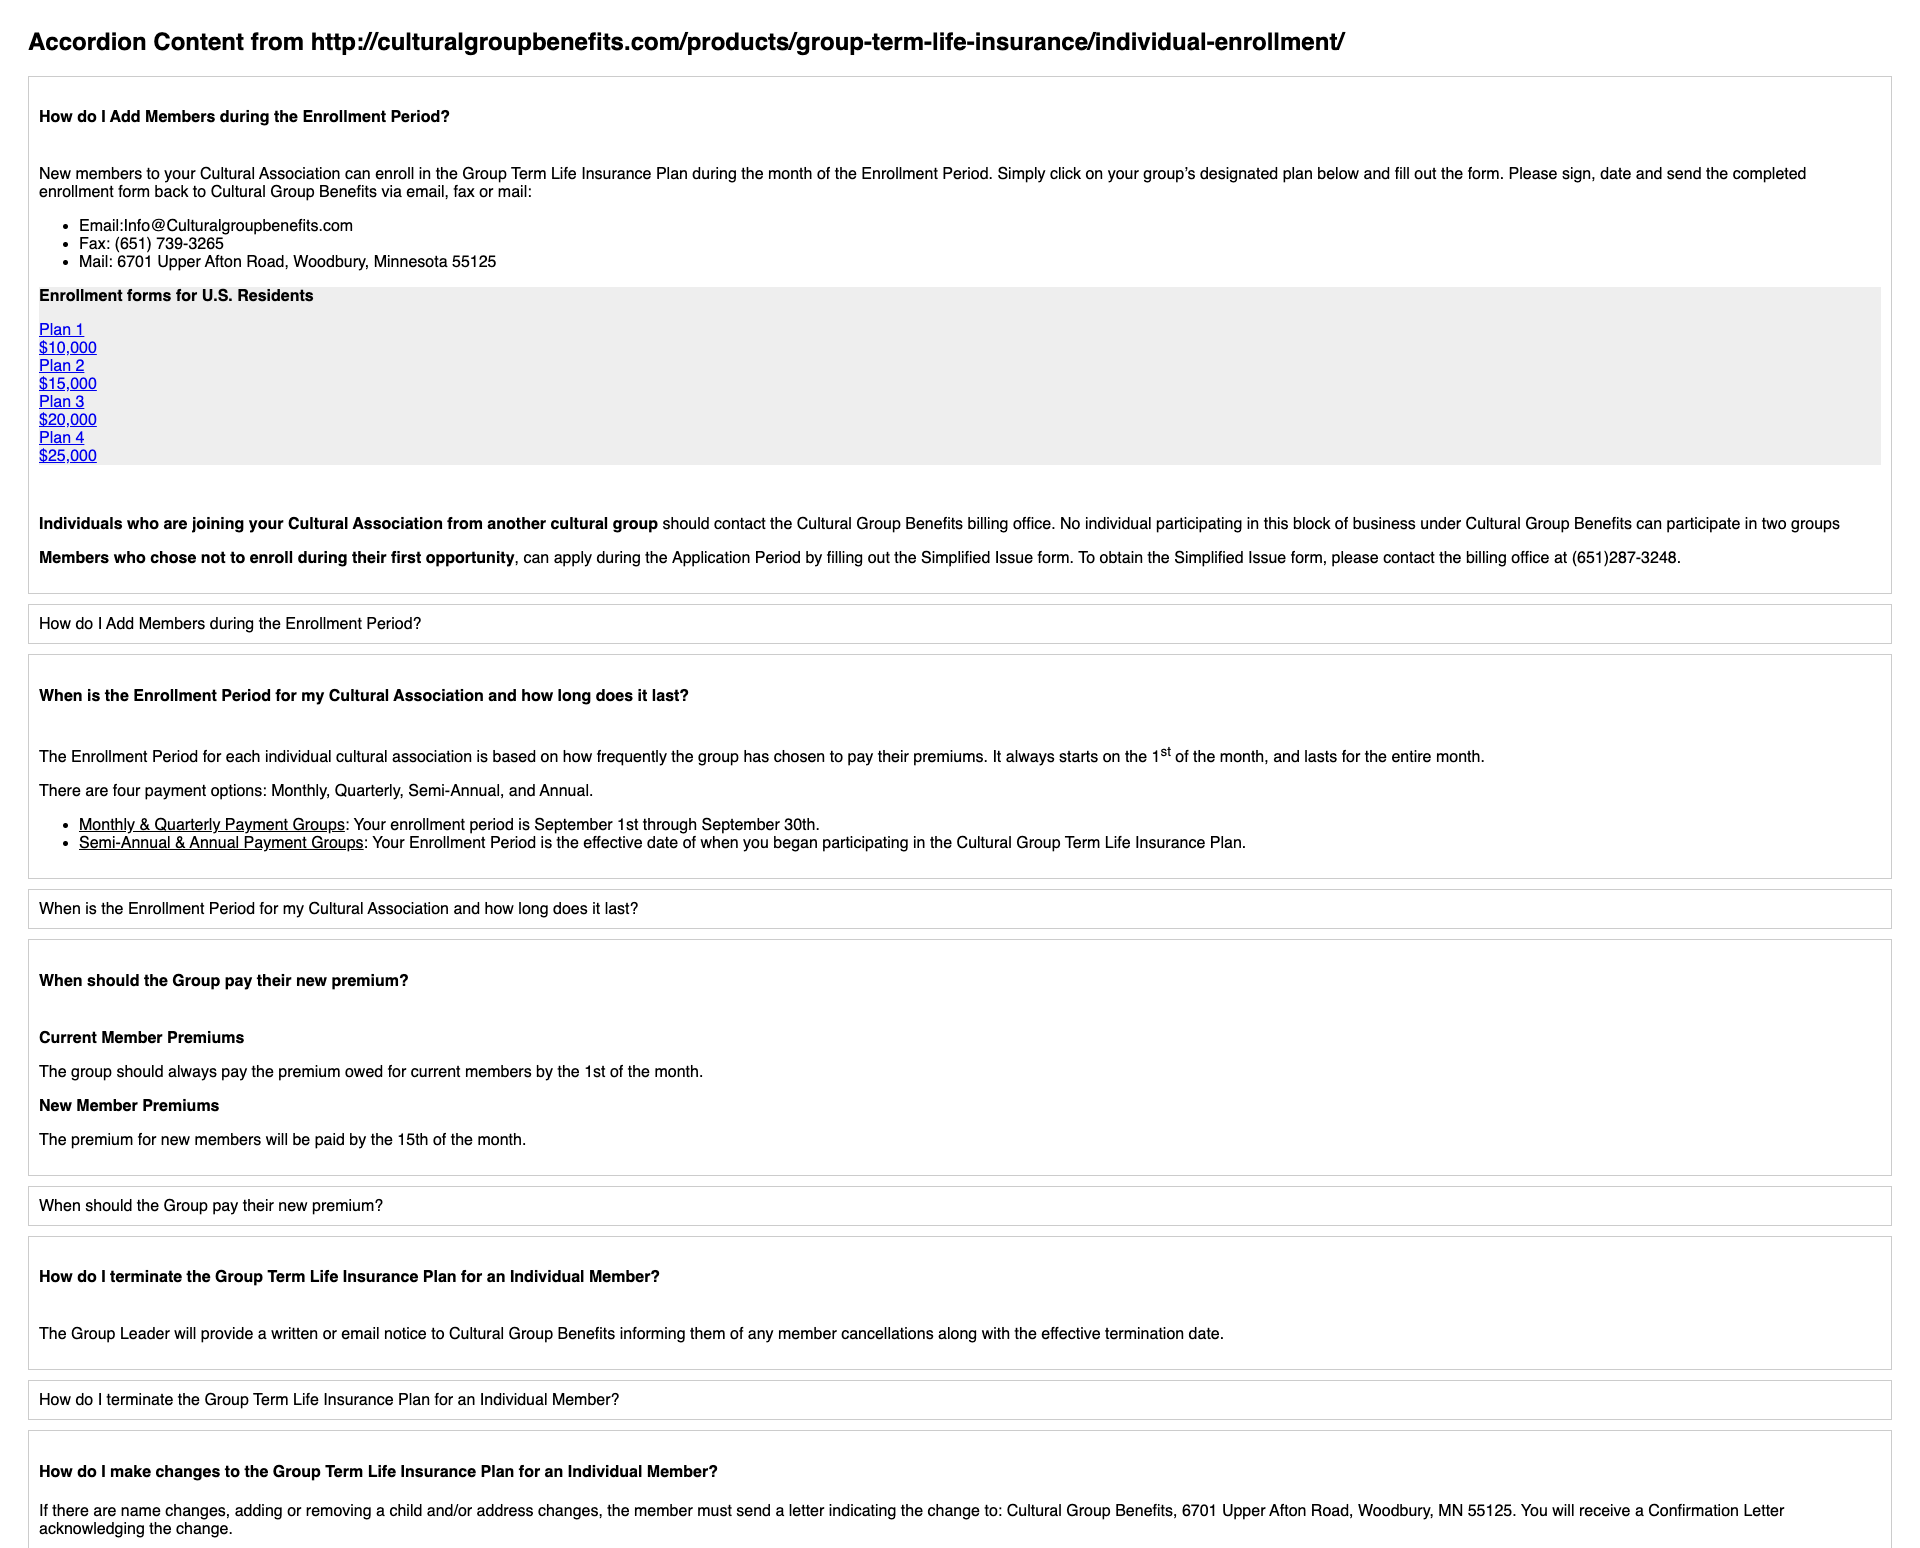 Accordion Content from http://culturalgroupbenefits.com/products/group-term-life-insurance/individual-enrollment/
How do I Add Members during the Enrollment Period?
New members to your Cultural Association can enroll in the Group Term Life Insurance Plan during the month of the Enrollment Period. Simply click on your group’s designated plan below and fill out the form. Please sign, date and send the completed
enrollment form back to Cultural Group Benefits via email, fax or mail:
• Email:Info@Culturalgroupbenefits.com
• Fax: (651) 739-3265
• Mail: 6701 Upper Afton Road, Woodbury, Minnesota 55125
Enrollment forms for U.S. Residents
Plan 1
$10,000
Plan 2
$15,000
Plan 3
$20,000
Plan 4
$25,000
Individuals who are joining your Cultural Association from another cultural group should contact the Cultural Group Benefits billing office. No individual participating in this block of business under Cultural Group Benefits can participate in two groups
Members who chose not to enroll during their first opportunity, can apply during the Application Period by filling out the Simplified Issue form. To obtain the Simplified Issue form, please contact the billing office at (651)287-3248.
How do I Add Members during the Enrollment Period?
When is the Enrollment Period for my Cultural Association and how long does it last?
The Enrollment Period for each individual cultural association is based on how frequently the group has chosen to pay their premiums. It always starts on the 1st of the month, and lasts for the entire month.
There are four payment options: Monthly, Quarterly, Semi-Annual, and Annual.
• Monthly & Quarterly Payment Groups: Your enrollment period is September 1st through September 30th.
• Semi-Annual & Annual Payment Groups: Your Enrollment Period is the effective date of when you began participating in the Cultural Group Term Life Insurance Plan.
When is the Enrollment Period for my Cultural Association and how long does it last?
When should the Group pay their new premium?
Current Member Premiums
The group should always pay the premium owed for current members by the 1st of the month.
New Member Premiums
The premium for new members will be paid by the 15th of the month.
When should the Group pay their new premium?
How do I terminate the Group Term Life Insurance Plan for an Individual Member?
The Group Leader will provide a written or email notice to Cultural Group Benefits informing them of any member cancellations along with the effective termination date.
How do I terminate the Group Term Life Insurance Plan for an Individual Member?
How do I make changes to the Group Term Life Insurance Plan for an Individual Member?
If there are name changes, adding or removing a child and/or address changes, the member must send a letter indicating the change to: Cultural Group Benefits, 6701 Upper Afton Road, Woodbury, MN 55125. You will receive a Confirmation Letter
acknowledging the change.